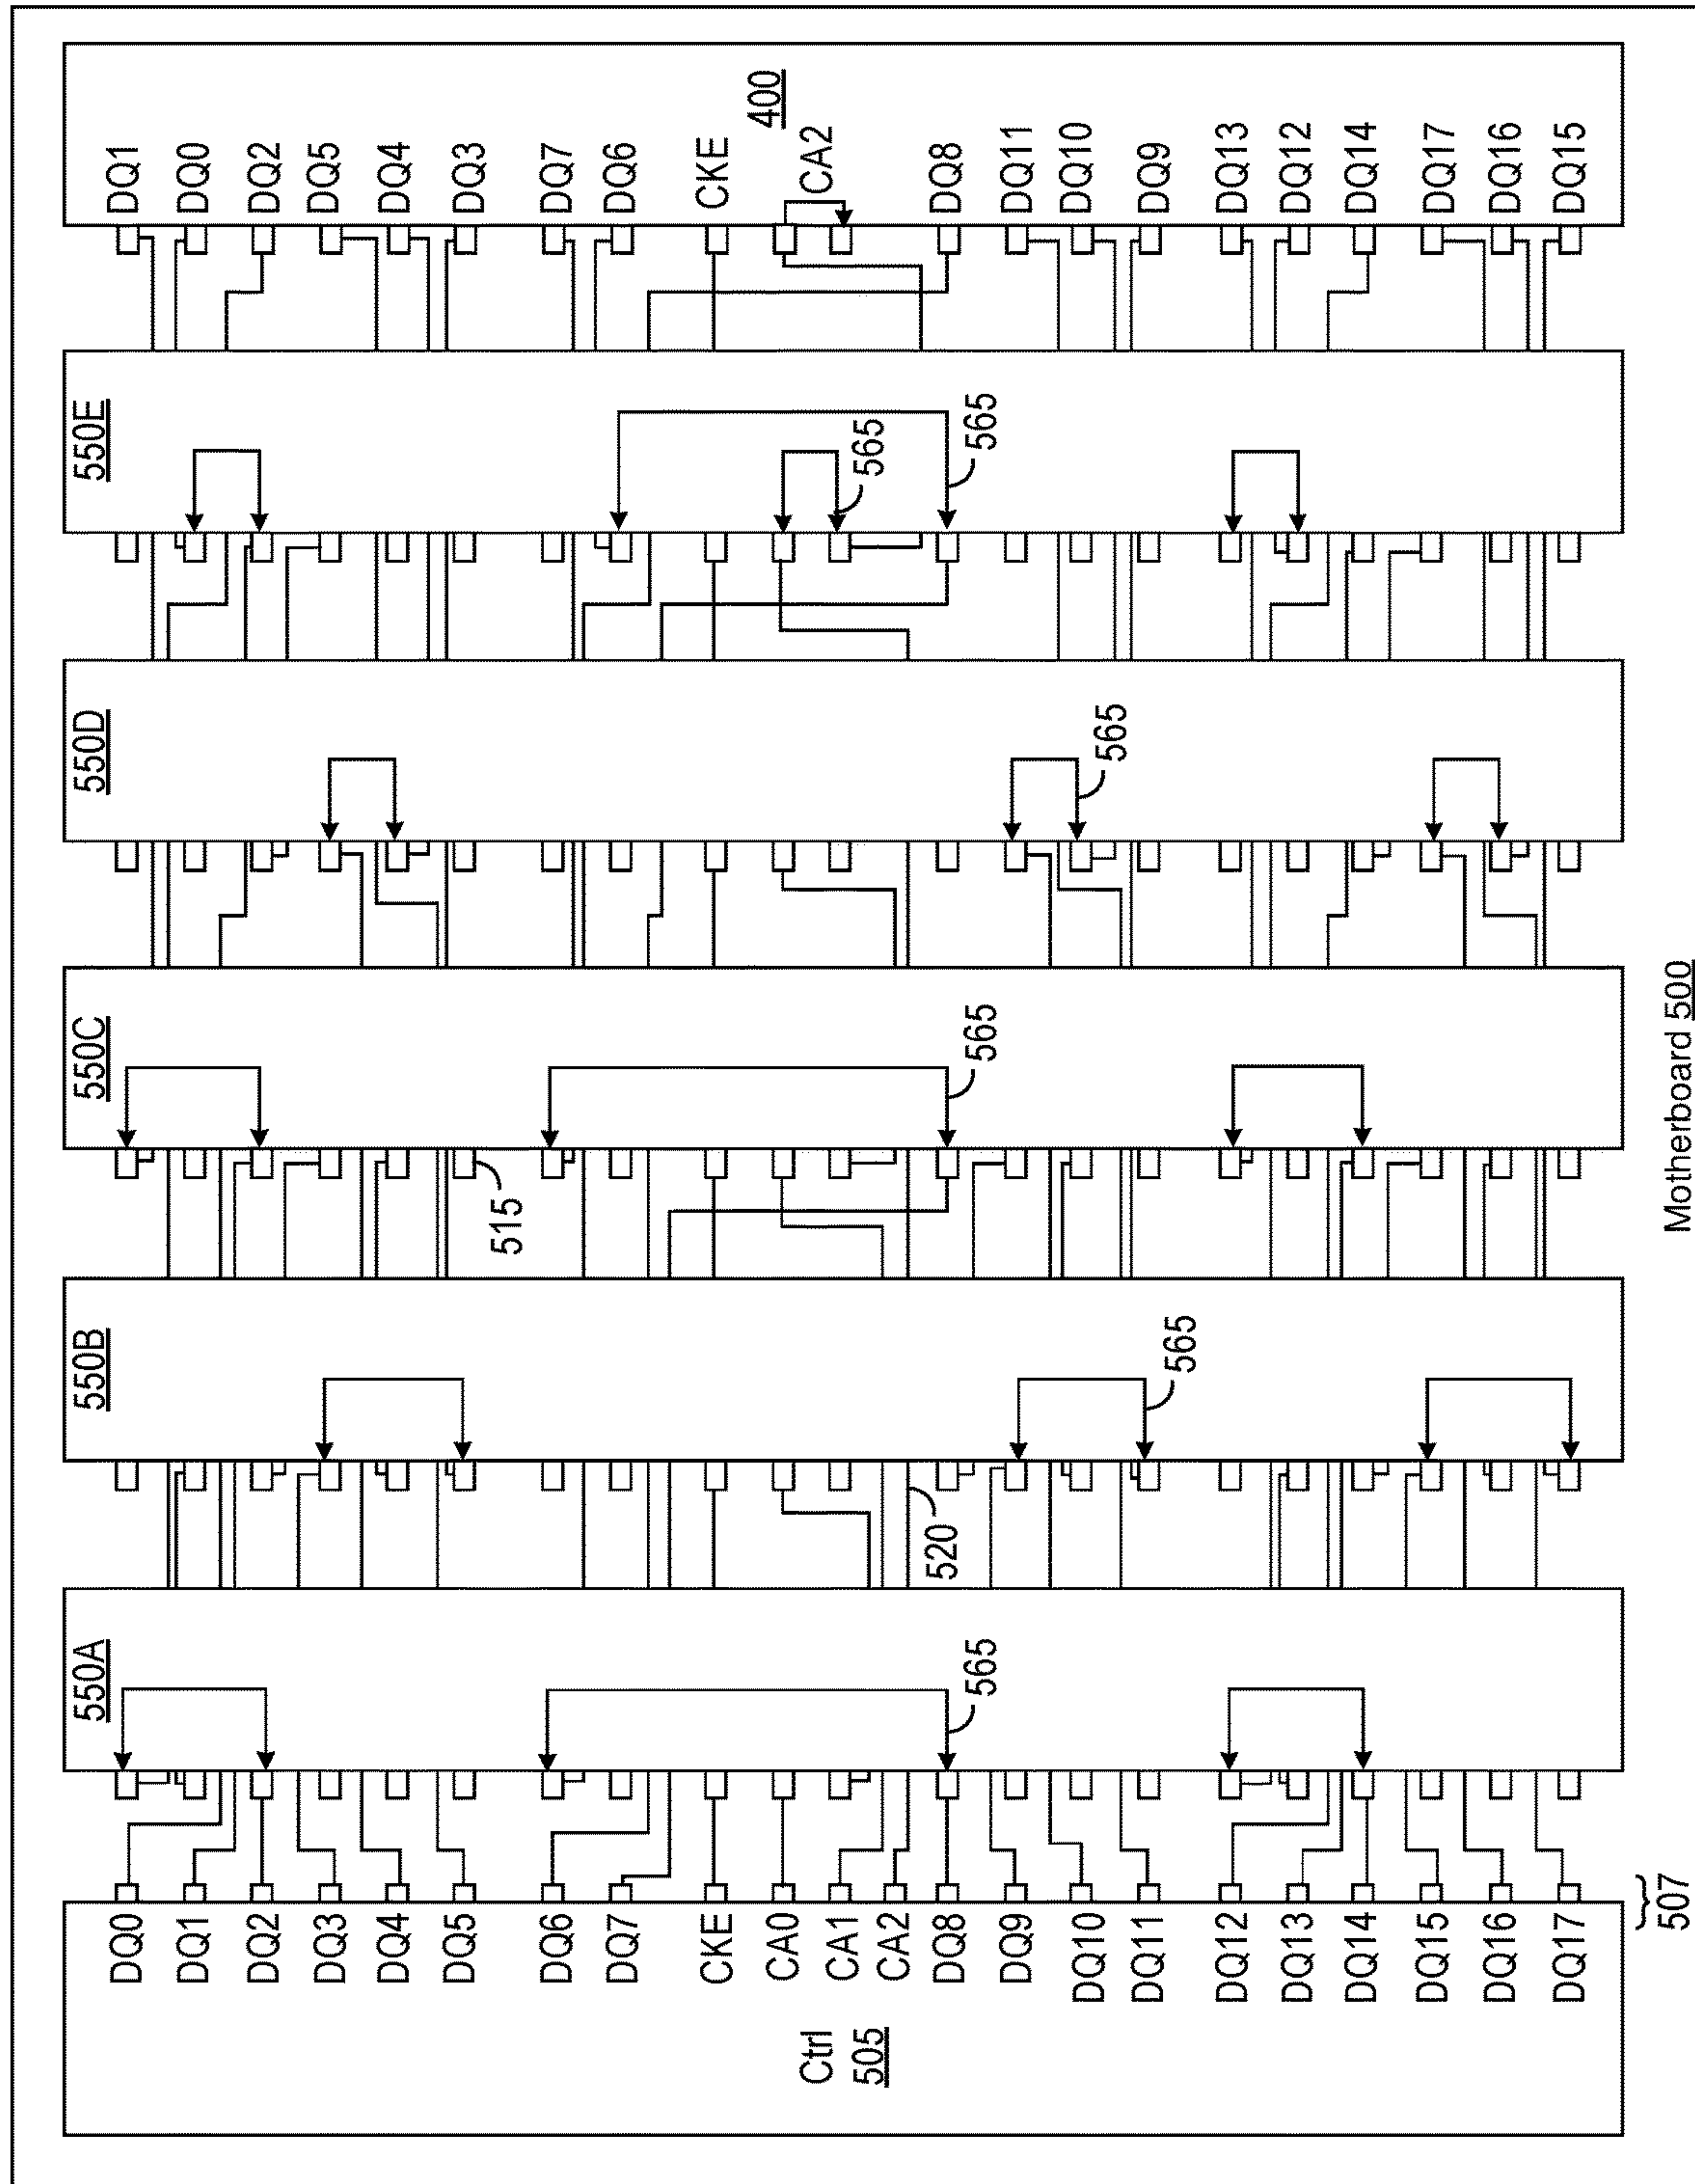 DQ1
DQ0
DQ2
DQ5
DQ4
DQ3
DQ7
DQ6
CKE
400
CA2
DQ8
DQ11
DQ10
DQ9
DQ13
DQ12
DQ14
DQ17
DQ16
DQ15
550E
565
565
550D
565
550C
565
515
550B
565
520
550A
565
DQ0
DQ1
DQ2
DQ3
DQ4
DQ5
DQ6
DQ7
CKE
CA0
CA1
CA2
DQ8
DQ9
DQ10
DQ11
DQ12
DQ13
DQ14
DQ15
DQ16
DQ17
507
Ctrl
505
Motherboard 500